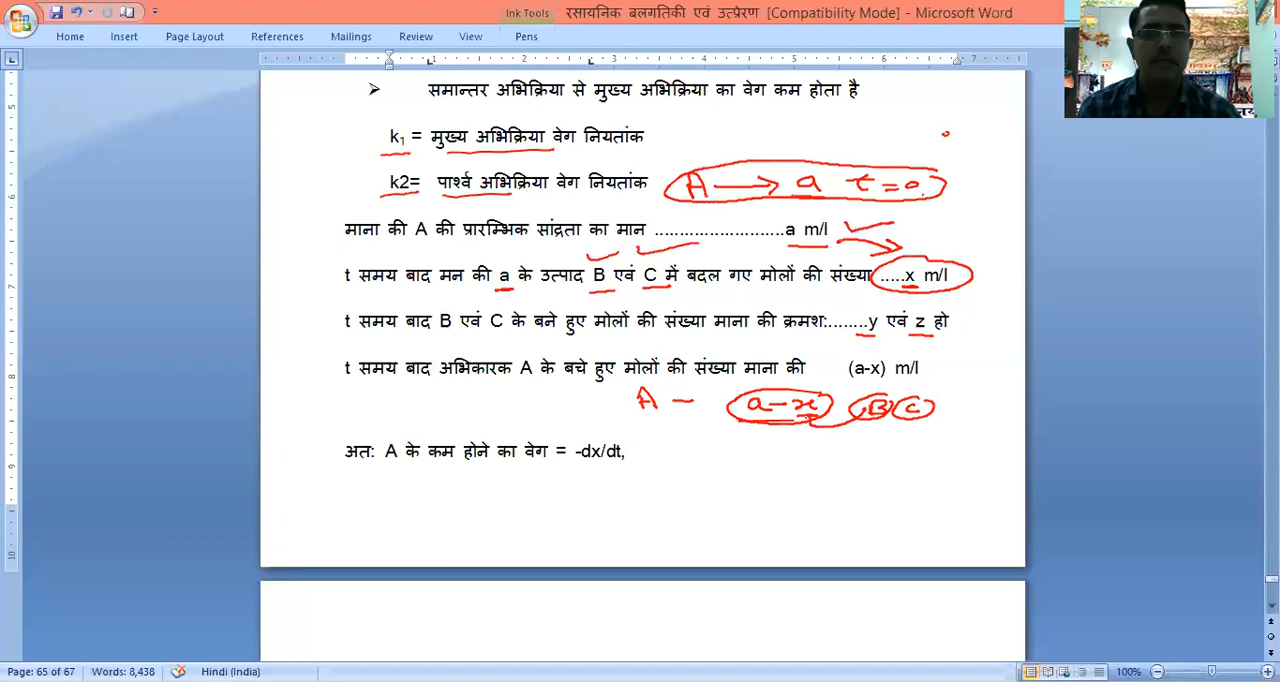 Ink Tools
रसायनिक बलगतिकी एवं उत्प्रेरण [Compatibility Mode] - Microsoft Word
Home Insert Page Layout References Mailings Review View Pens
समान्तर अभिक्रिया से मुख्य अभिक्रिया का वेग कम होता है
k1 = मुख्य अभिक्रिया वेग नियतांक
k2= पार्श्व अभिक्रिया वेग नियतांक
A → a t=0
माना की A की प्रारम्भिक सांद्रता का मान ..........................a m/l
t समय बाद मन की a के उत्पाद B एवं C में बदल गए मोलों की संख्या .....x m/l
t समय बाद B एवं C के बने हुए मोलों की संख्या माना की क्रमश:........y एवं z हो
t समय बाद अभिकारक A के बचे हुए मोलों की संख्या माना की (a-x) m/l
A - a-x B C
अत: A के कम होने का वेग = -dx/dt,
Page: 65 of 67 Words: 8,438 Hindi (India) 100%